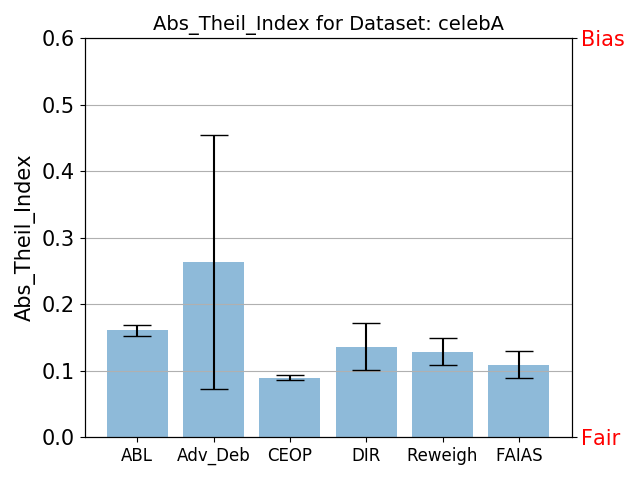 Abs_Theil_Index for Dataset: celebA
Abs_Theil_Index
0.6
0.5
0.4
0.3
0.2
0.1
0.0
Bias
Fair
ABL Adv_Deb CEOP DIR Reweigh FAIAS